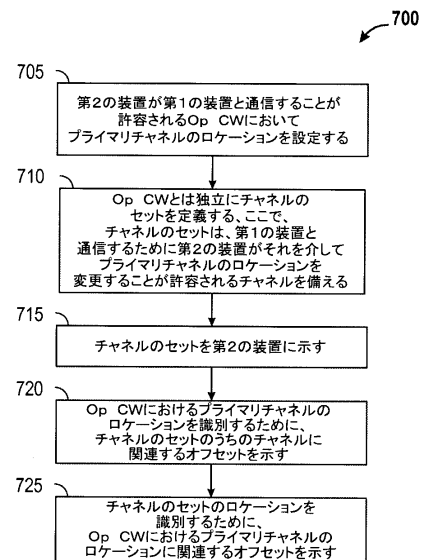 700
705
第2の装置が第1の装置と通信することが
許容されるOp CWにおいて
プライマリチャネルのロケーションを設定する
710
Op CWとは独立にチャネルの
セットを定義する、ここで、
チャネルのセットは、第1の装置と
通信するために第2の装置がそれを介して
プライマリチャネルのロケーションを
変更することが許容されるチャネルを備える
715
チャネルのセットを第2の装置に示す
720
Op CWにおけるプライマリチャネルの
ロケーションを識別するために、
チャネルのセットのうちのチャネルに
関連するオフセットを示す
725
チャネルのセットのロケーションを
識別するために、
Op CWにおけるプライマリチャネルの
ロケーションに関連するオフセットを示す